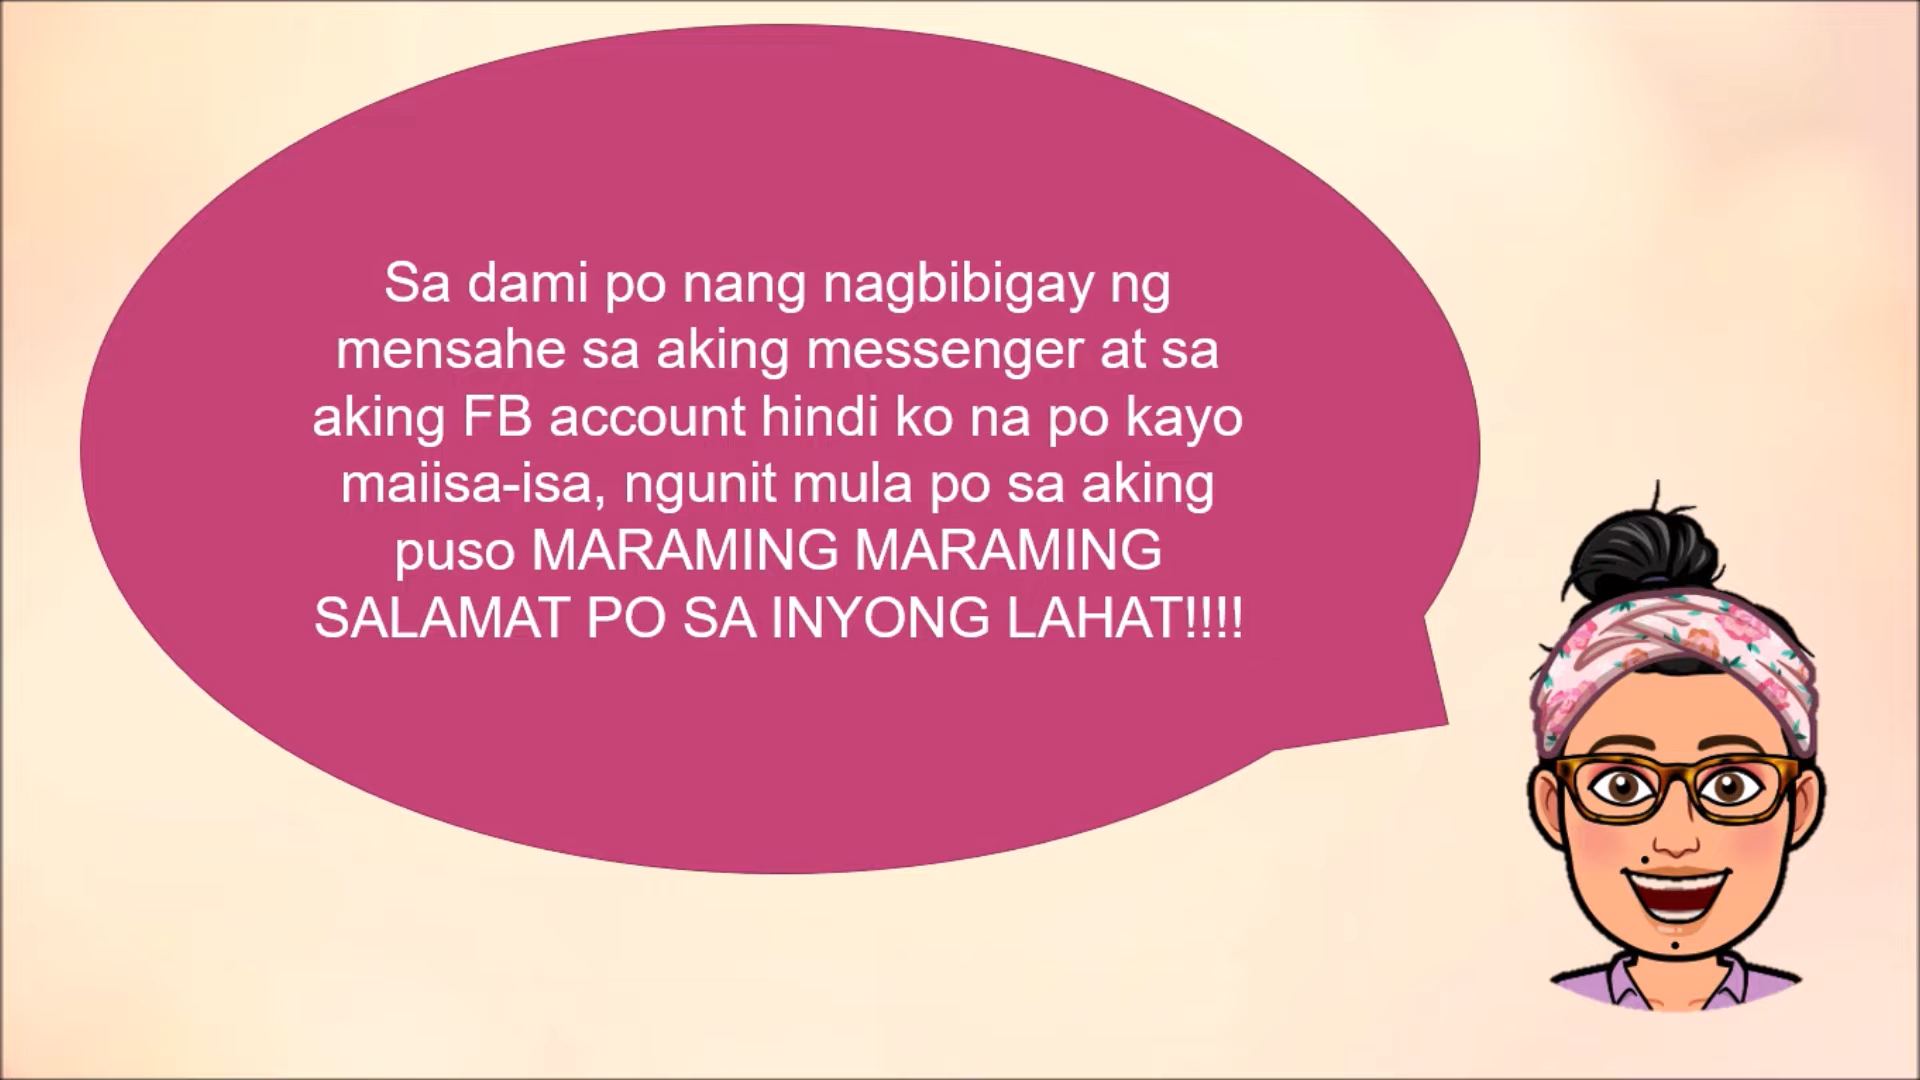 Sa dami po nang nagbibigay ng
mensahe sa aking messenger at sa
aking FB account hindi ko na po kayo
maiisa-isa, ngunit mula po sa aking
puso MARAMING MARAMING
SALAMAT PO SA INYONG LAHAT!!!!